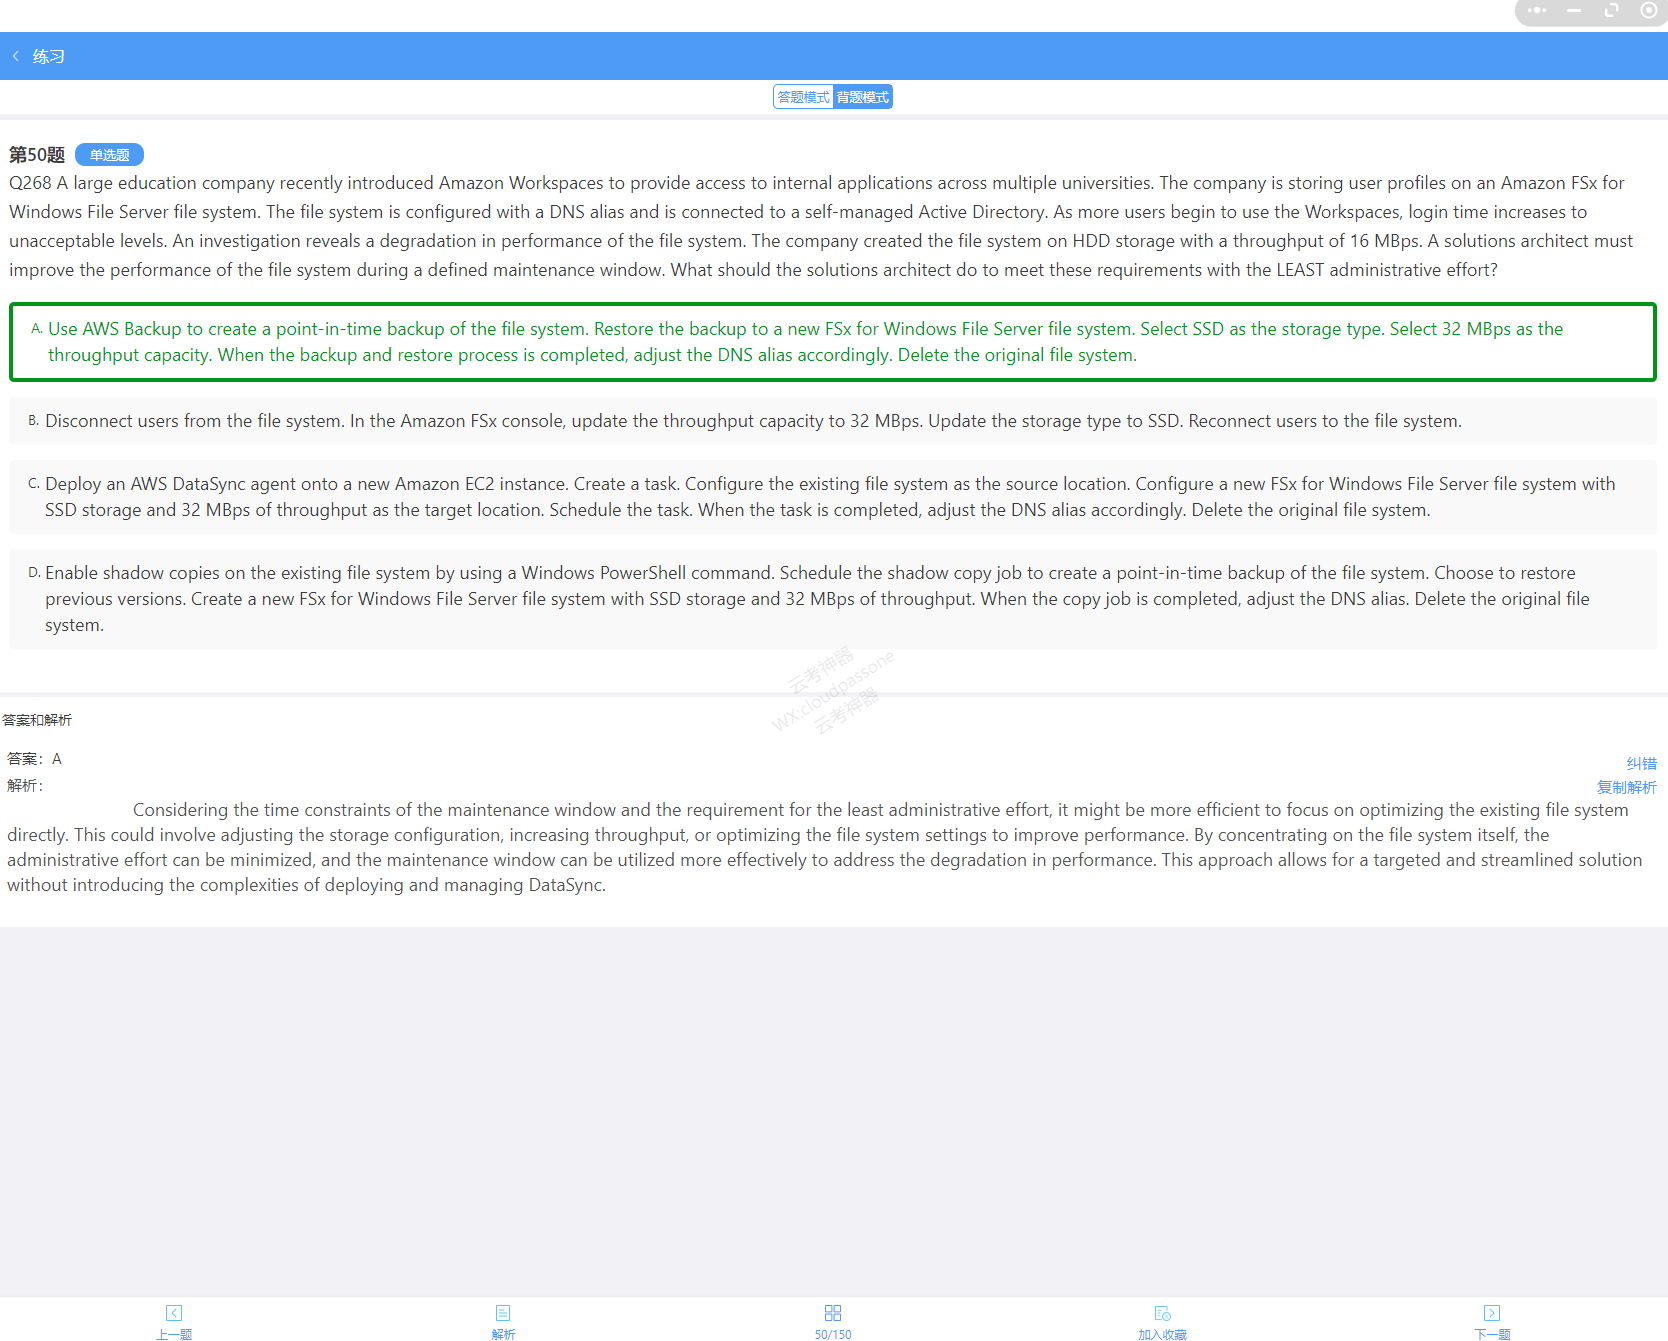 练习
答题模式 背题模式
第50题 单选题
Q268 A large education company recently introduced Amazon Workspaces to provide access to internal applications across multiple universities. The company is storing user profiles on an Amazon FSx for
Windows File Server file system. The file system is configured with a DNS alias and is connected to a self-managed Active Directory. As more users begin to use the Workspaces, login time increases to
unacceptable levels. An investigation reveals a degradation in performance of the file system. The company created the file system on HDD storage with a throughput of 16 MBps. A solutions architect must
improve the performance of the file system during a defined maintenance window. What should the solutions architect do to meet these requirements with the LEAST administrative effort?
A. Use AWS Backup to create a point-in-time backup of the file system. Restore the backup to a new FSx for Windows File Server file system. Select SSD as the storage type. Select 32 MBps as the
throughput capacity. When the backup and restore process is completed, adjust the DNS alias accordingly. Delete the original file system.
B. Disconnect users from the file system. In the Amazon FSx console, update the throughput capacity to 32 MBps. Update the storage type to SSD. Reconnect users to the file system.
C. Deploy an AWS DataSync agent onto a new Amazon EC2 instance. Create a task. Configure the existing file system as the source location. Configure a new FSx for Windows File Server file system with
SSD storage and 32 MBps of throughput as the target location. Schedule the task. When the task is completed, adjust the DNS alias accordingly. Delete the original file system.
D. Enable shadow copies on the existing file system by using a Windows PowerShell command. Schedule the shadow copy job to create a point-in-time backup of the file system. Choose to restore
previous versions. Create a new FSx for Windows File Server file system with SSD storage and 32 MBps of throughput. When the copy job is completed, adjust the DNS alias. Delete the original file
system.
云考神器
WX:cloudpassone
云考神器
答案和解析
答案：A
纠错
解析：
复制解析
Considering the time constraints of the maintenance window and the requirement for the least administrative effort, it might be more efficient to focus on optimizing the existing file system
directly. This could involve adjusting the storage configuration, increasing throughput, or optimizing the file system settings to improve performance. By concentrating on the file system itself, the
administrative effort can be minimized, and the maintenance window can be utilized more effectively to address the degradation in performance. This approach allows for a targeted and streamlined solution
without introducing the complexities of deploying and managing DataSync.
上一题 解析 50/150 加入收藏 下一题